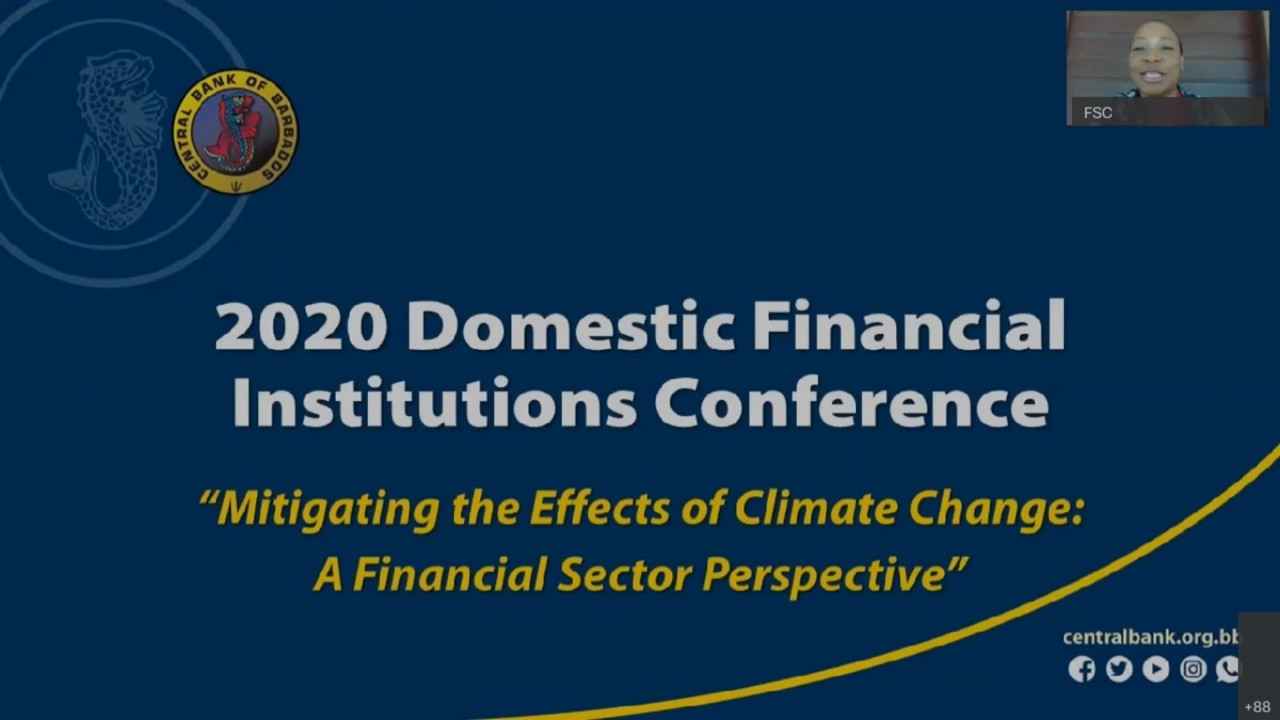 FSC
CENTRAL BANK OF BARBADOS
2020 Domestic Financial
Institutions Conference
“Mitigating the Effects of Climate Change:
A Financial Sector Perspective”
centralbank.org.bb
+88